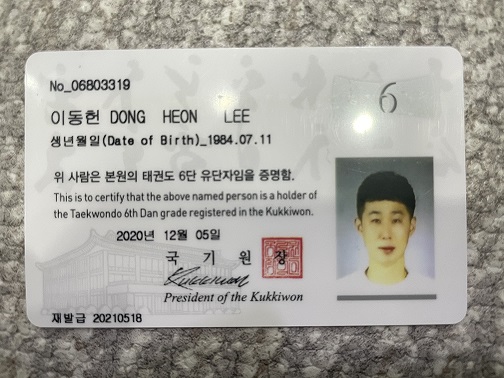 No_06803319
6
이동헌 DONG HEON LEE
생년월일(Date of Birth)_1984.07.11
위 사람은 본원의 태권도 6단 유단자임을 증명함.
This is to certify that the above named person is a holder of
the Taekwondo 6th Dan grade registered in the Kukkiwon.
2020년 12월 05일
국 기 원 장
Kukkiwon
President of the Kukkiwon
재발급 20210518